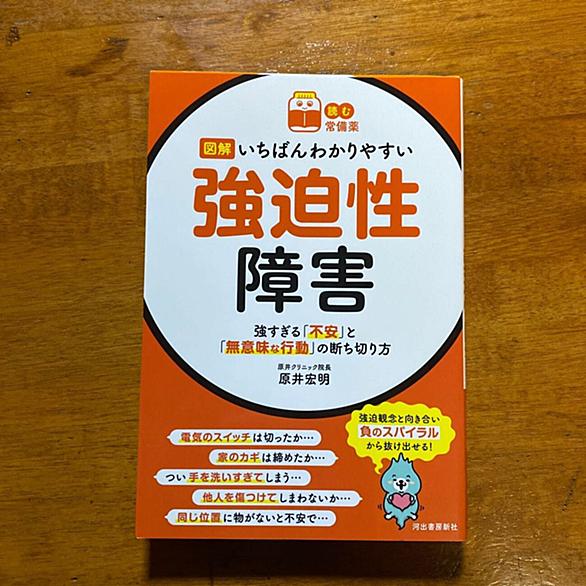 読む
常備薬
図解 いちばんわかりやすい
強迫性
障害
強すぎる「不安」と
「無意味な行動」の断ち切り方
原井クリニック院長
原井宏明
電気のスイッチは切ったか…
家のカギは締めたか…
つい手を洗いすぎてしまう…
他人を傷つけてしまわないか…
同じ位置に物がないと不安で…
強迫観念と向き合い
負のスパイラル
から抜け出せる!
河出書房新社